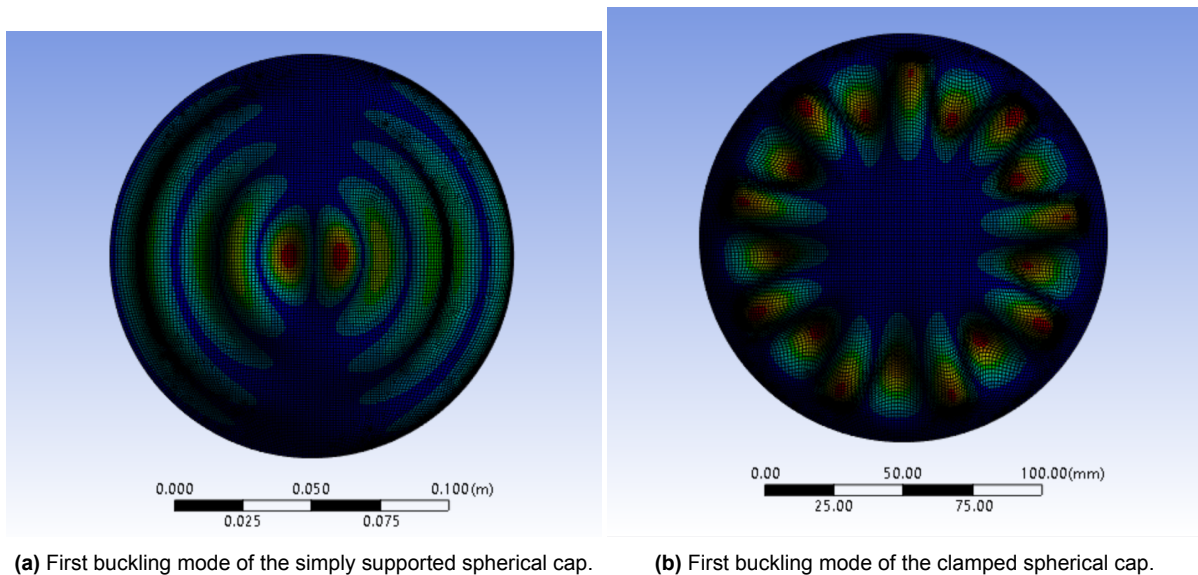 0.000 0.050 0.100 (m)
0.025 0.075
(a) First buckling mode of the simply supported spherical cap.
0.00 50.00 100.00 (mm)
25.00 75.00
(b) First buckling mode of the clamped spherical cap.